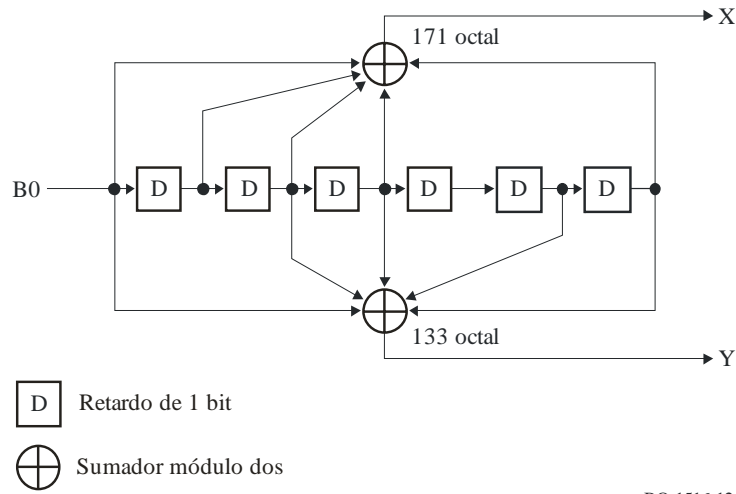 X
171 octal
B0
D
D
D
D
D
D
133 octal
Y
D
Retardo de 1 bit
Sumador módulo dos